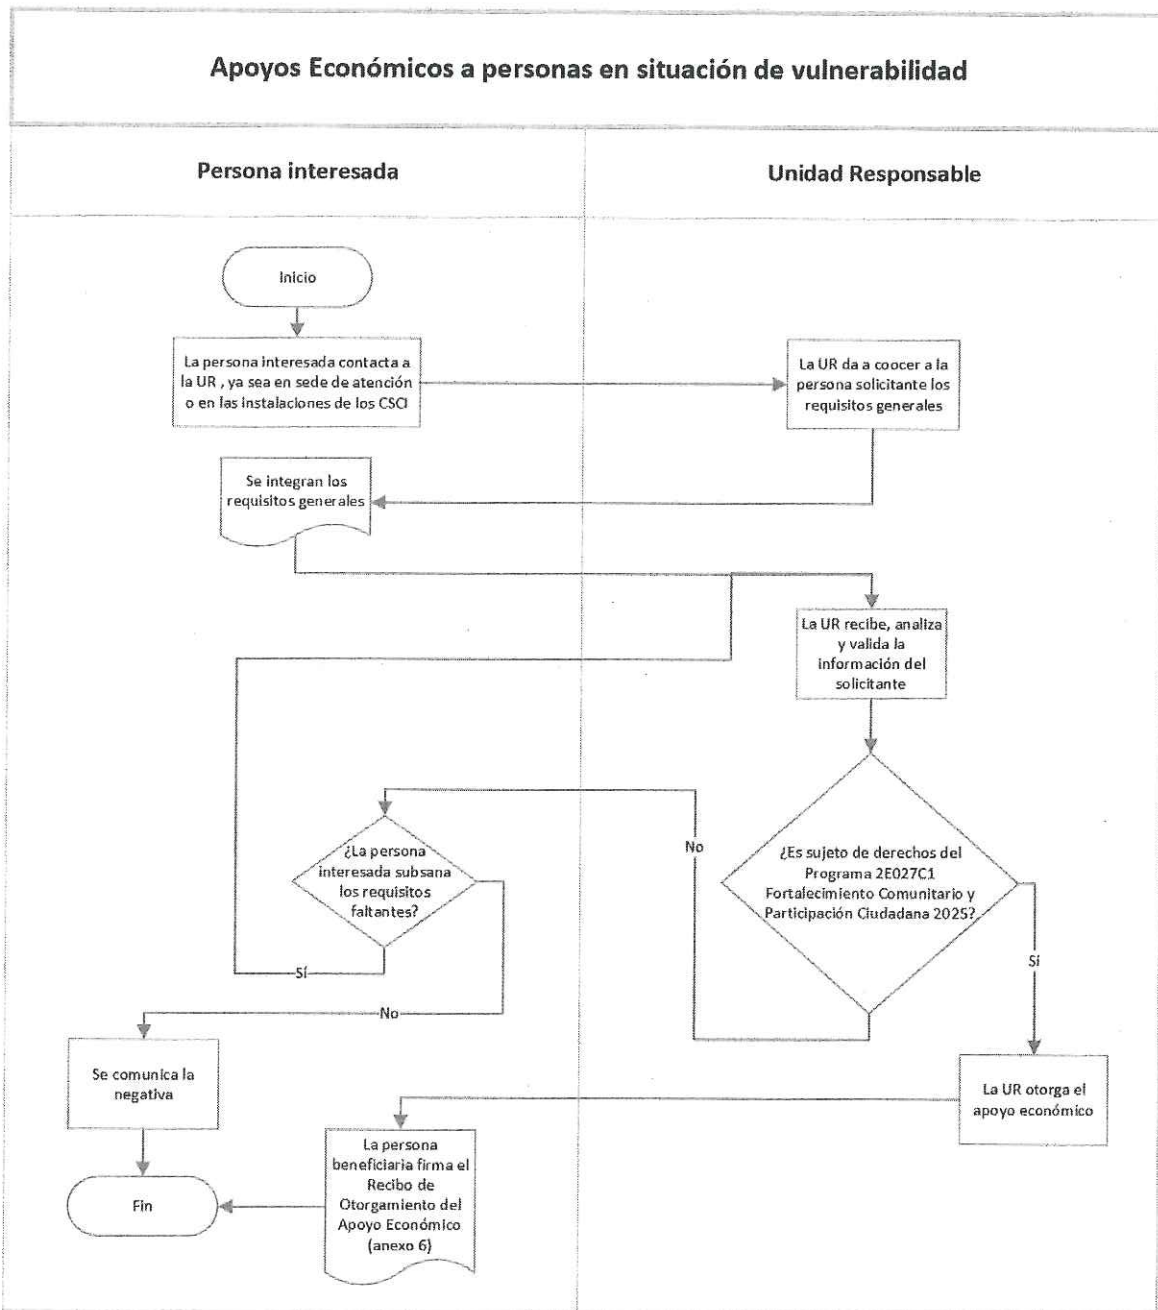 Apoyos Económicos a personas en situación de vulnerabilidad
Persona interesada
Unidad Responsable
Inicio
La persona interesada contacta a
la UR , ya sea en sede de atención
o en las instalaciones de los CSCI
La UR da a coocer a la
persona solicitante los
requisitos generales
Se integran los
requisitos generales
La UR recibe, analiza
y valida la
información del
solicitante
¿Es sujeto de derechos del
Programa 2E027C1
Fortalecimiento Comunitario y
Participación Ciudadana 2025?
No
Sí
¿La persona
interesada subsana
los requisitos
faltantes?
Sí
No
Se comunica la
negativa
La UR otorga el
apoyo económico
La persona
beneficiaria firma el
Recibo de
Otorgamiento del
Apoyo Económico
(anexo 6)
Fin